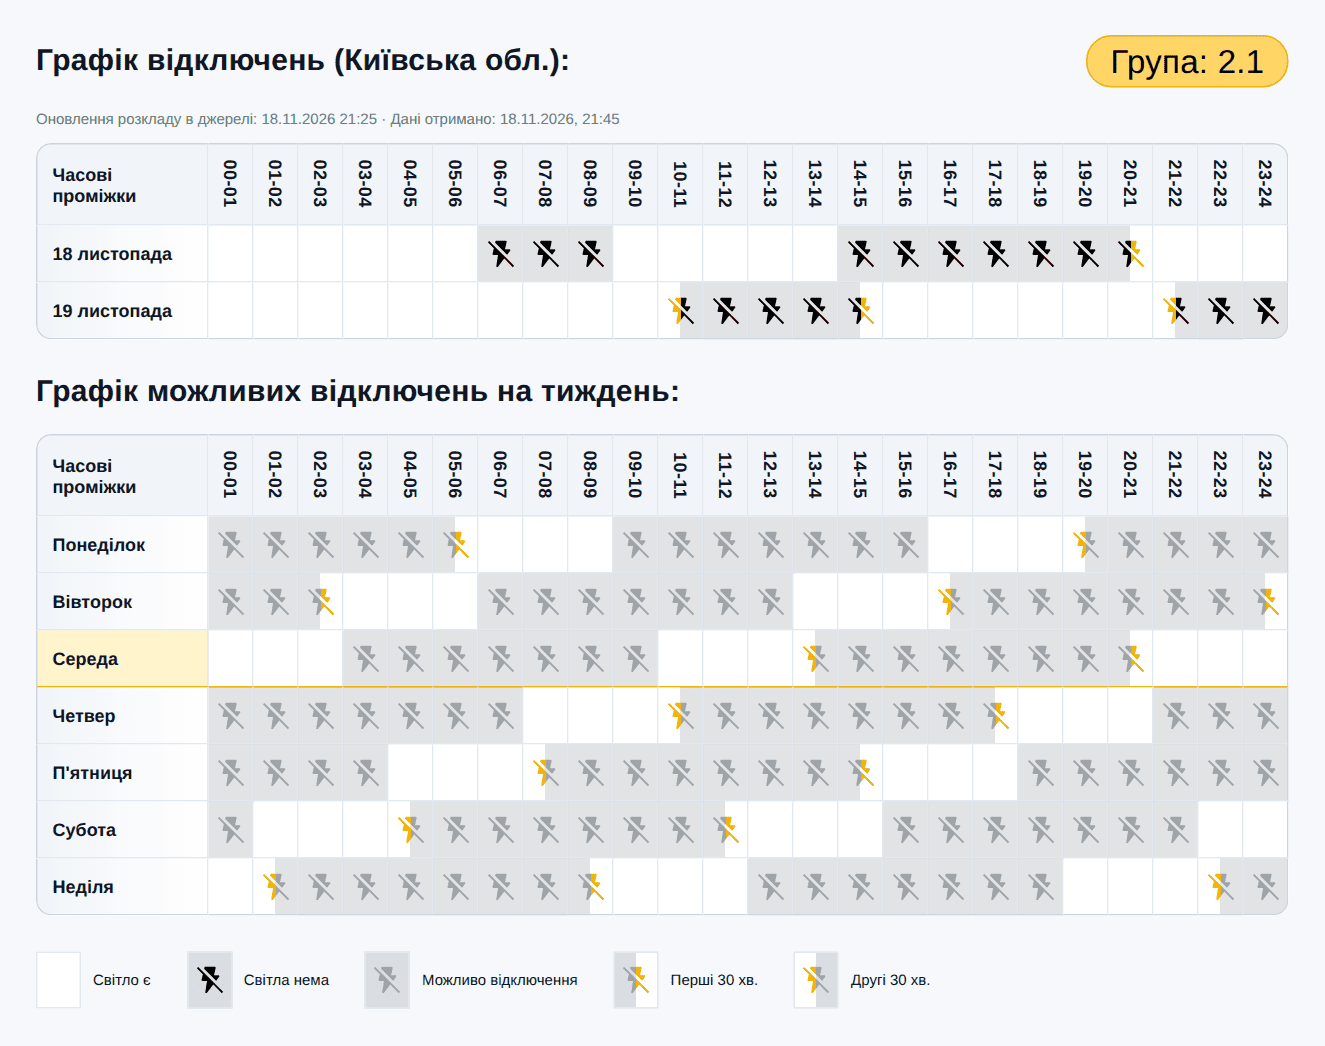 Графік відключень (Київська обл.):
Група: 2.1
Оновлення розкладу в джерелі: 18.11.2026 21:25 · Дані отримано: 18.11.2026, 21:45
Часові проміжки 00-01 01-02 02-03 03-04 04-05 05-06 06-07 07-08 08-09 09-10 10-11 11-12 12-13 13-14 14-15 15-16 16-17 17-18 18-19 19-20 20-21 21-22 22-23 23-24
18 листопада
19 листопада
Графік можливих відключень на тиждень:
Часові проміжки 00-01 01-02 02-03 03-04 04-05 05-06 06-07 07-08 08-09 09-10 10-11 11-12 12-13 13-14 14-15 15-16 16-17 17-18 18-19 19-20 20-21 21-22 22-23 23-24
Понеділок
Вівторок
Середа
Четвер
П'ятниця
Субота
Неділя
Світло є Світла нема Можливо відключення Перші 30 хв. Другі 30 хв.